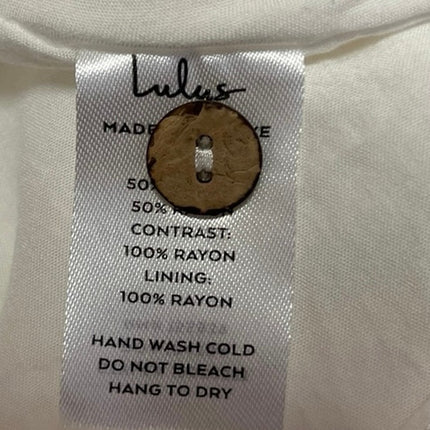 Lulus
MADE
50%
50% RAYON
CONTRAST:
100% RAYON
LINING:
100% RAYON
HAND WASH COLD
DO NOT BLEACH
HANG TO DRY